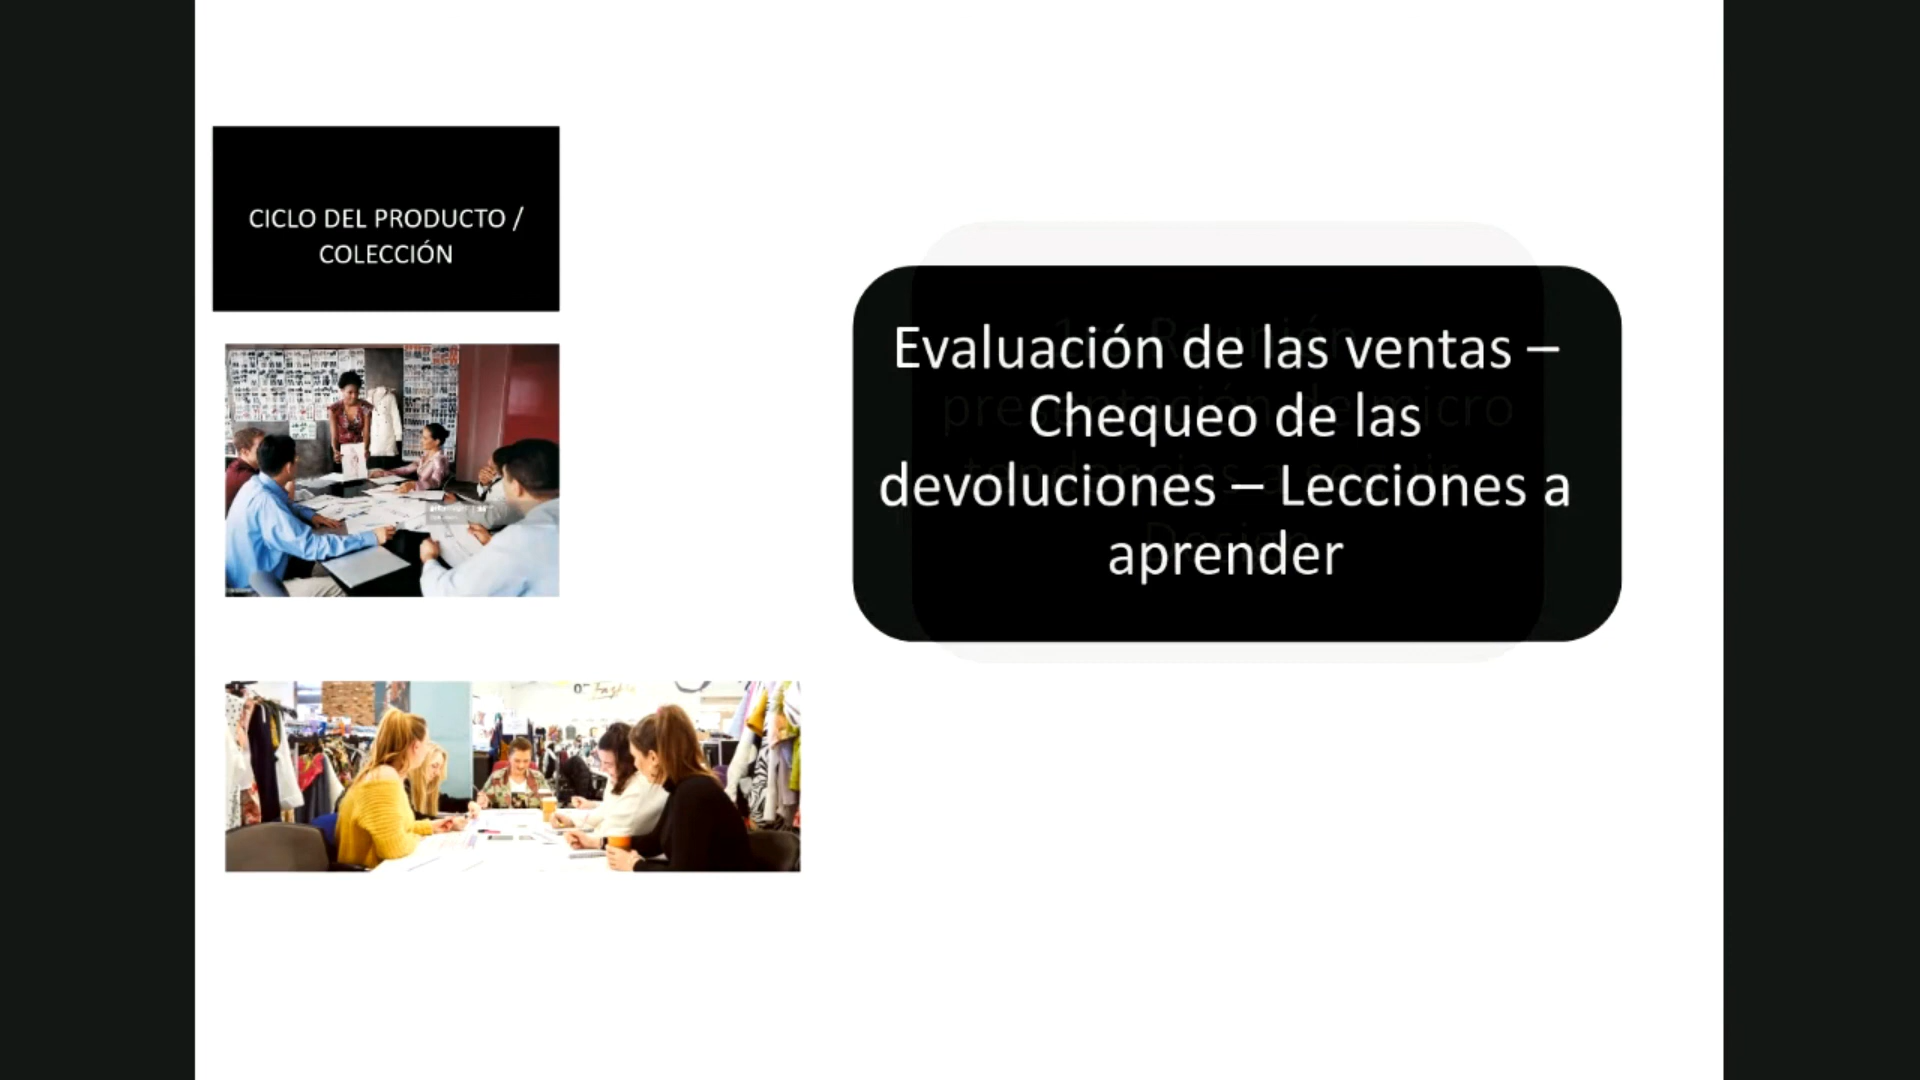 CICLO DEL PRODUCTO /
COLECCIÓN
Evaluación de las ventas –
Chequeo de las
devoluciones – Lecciones a
aprender